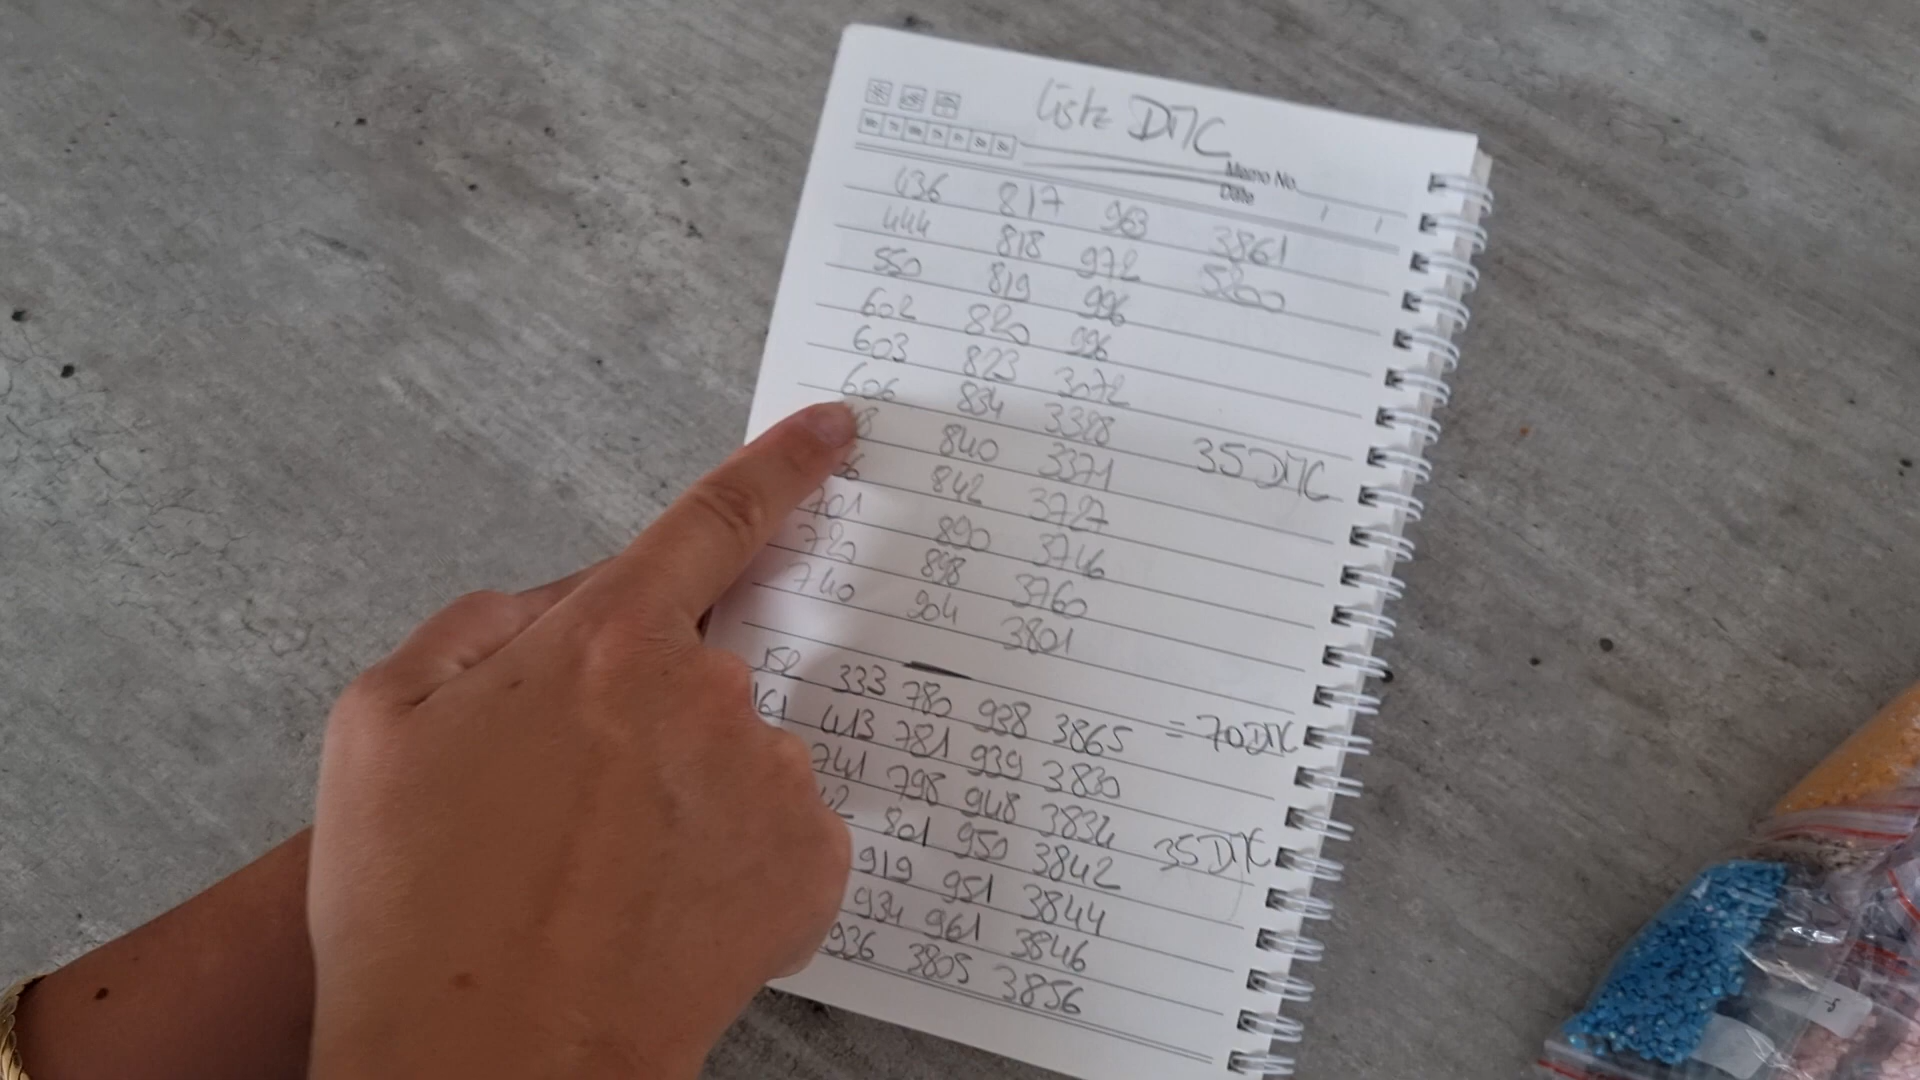 Liste DMC
Memo No.
Date
436 817 963 3861
444 818 972 5200
550 819 996
602 820 996
603 823 3072
606 834 3328
840 3371 35 DMC
842 3727
701 890 3746
720 898 3760
740 904 3801
152 333 780 938 3865 = 70 DMC
161 413 781 939 3830
741 798 948 3834
801 950 3842 35 DMC
919 951 3844
934 961 3846
936 3805 3856